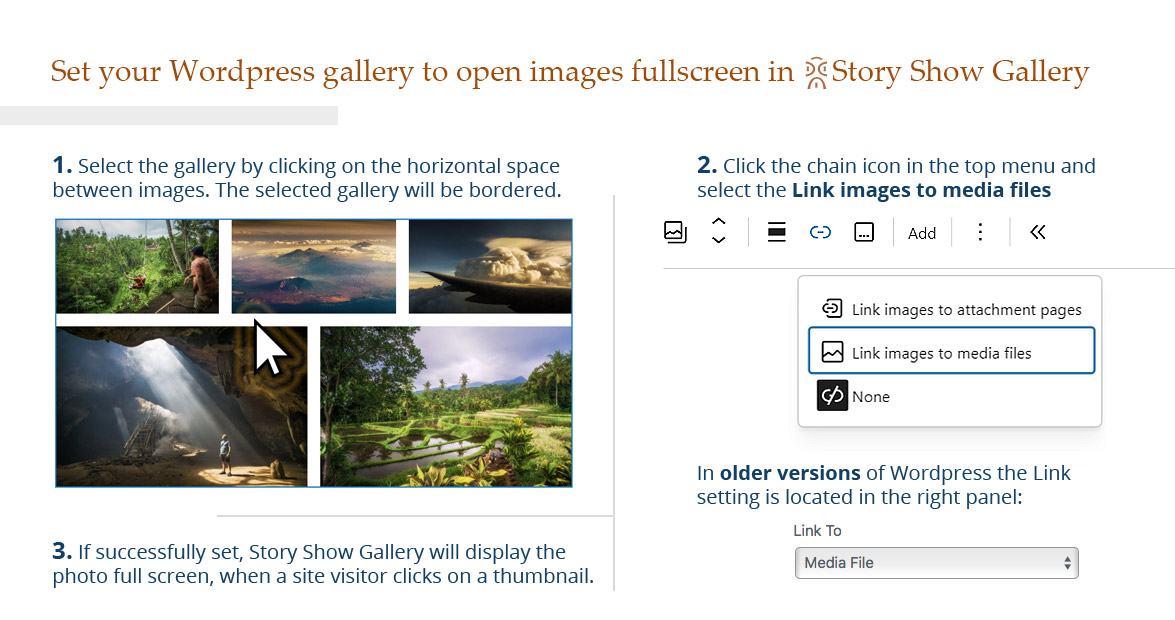 Set your Wordpress gallery to open images fullscreen in Story Show Gallery
1. Select the gallery by clicking on the horizontal space
between images. The selected gallery will be bordered.
2. Click the chain icon in the top menu and
select the Link images to media files
Add
Link images to attachment pages
Link images to media files
None
In older versions of Wordpress the Link
setting is located in the right panel:
Link To
Media File
3. If successfully set, Story Show Gallery will display the
photo full screen, when a site visitor clicks on a thumbnail.